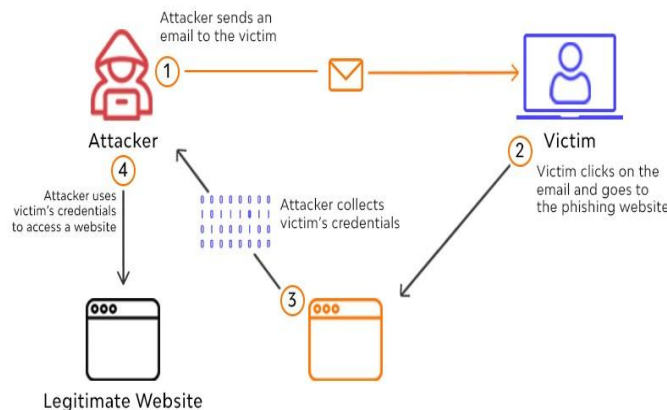 Attacker sends an
email to the victim
1
Attacker
Victim
2
Victim clicks on the
email and goes to
the phishing website
4
Attacker uses
victim's credentials
to access a website
Attacker collects
victim's credentials
3
Legitimate Website